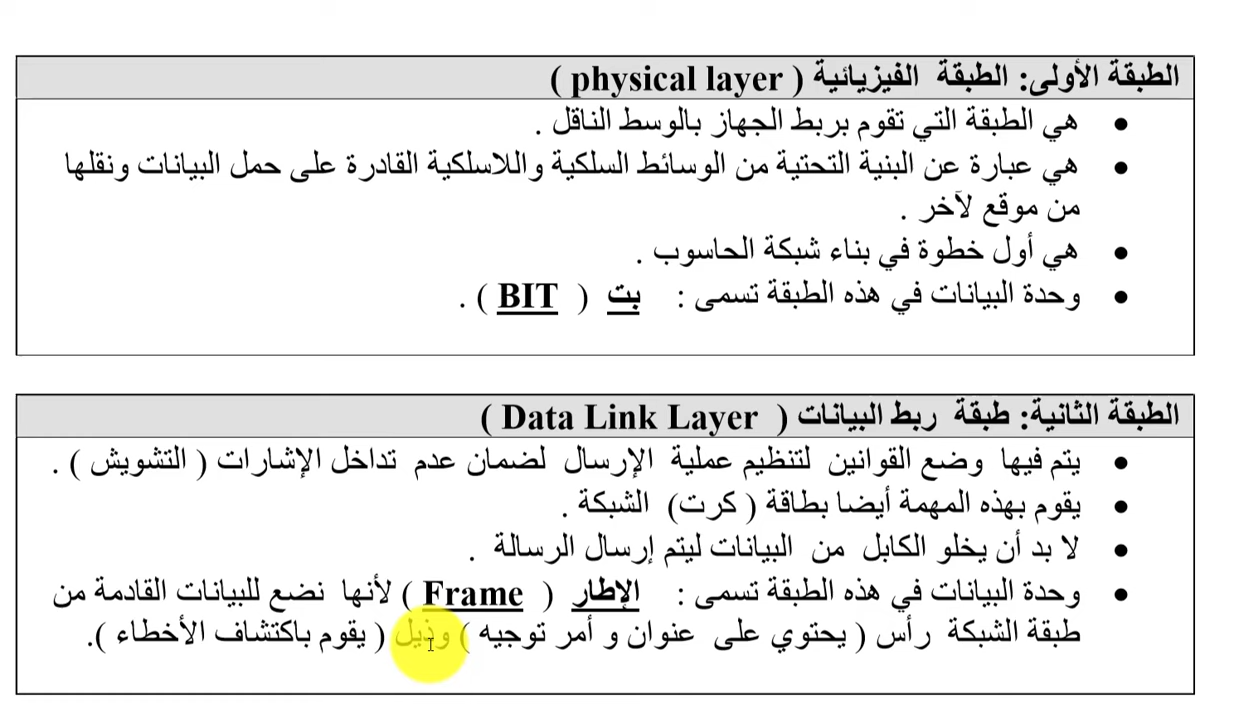 الطبقة الأولى: الطبقة الفيزيائية ( physical layer )
• هي الطبقة التي تقوم بربط الجهاز بالوسط الناقل .
• هي عبارة عن البنية التحتية من الوسائط السلكية واللاسلكية القادرة على حمل البيانات ونقلها
من موقع لآخر .
• هي أول خطوة في بناء شبكة الحاسوب .
• وحدة البيانات في هذه الطبقة تسمى : بت ( BIT ) .
الطبقة الثانية: طبقة ربط البيانات ( Data Link Layer )
• يتم فيها وضع القوانين لتنظيم عملية الإرسال لضمان عدم تداخل الإشارات ( التشويش ) .
• يقوم بهذه المهمة أيضا بطاقة ( كرت) الشبكة .
• لا بد أن يخلو الكابل من البيانات ليتم إرسال الرسالة .
• وحدة البيانات في هذه الطبقة تسمى : الإطار ( Frame ) لأنها نضع للبيانات القادمة من
طبقة الشبكة رأس ( يحتوي على عنوان و أمر توجيه ) وذيل ( يقوم باكتشاف الأخطاء ).